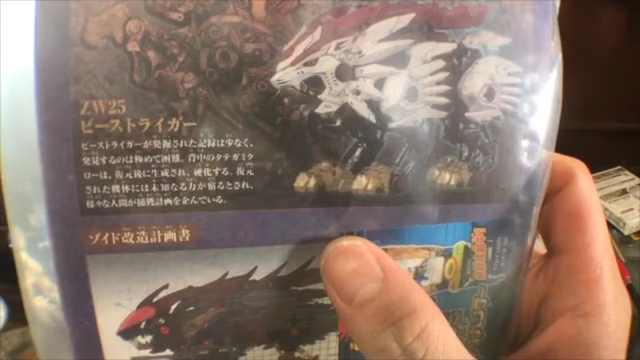 ZW25
ビーストライガー
ビーストライガーが発掘された記録は少なく、
発見するのは極めて困難。背中のタテガミク
ローは、復元後に生成され、硬化する。復元
された機体には未知なる力が宿るとされ、
様々な人間が捕獲計画を企んでいる。
ゾイド改造計画書